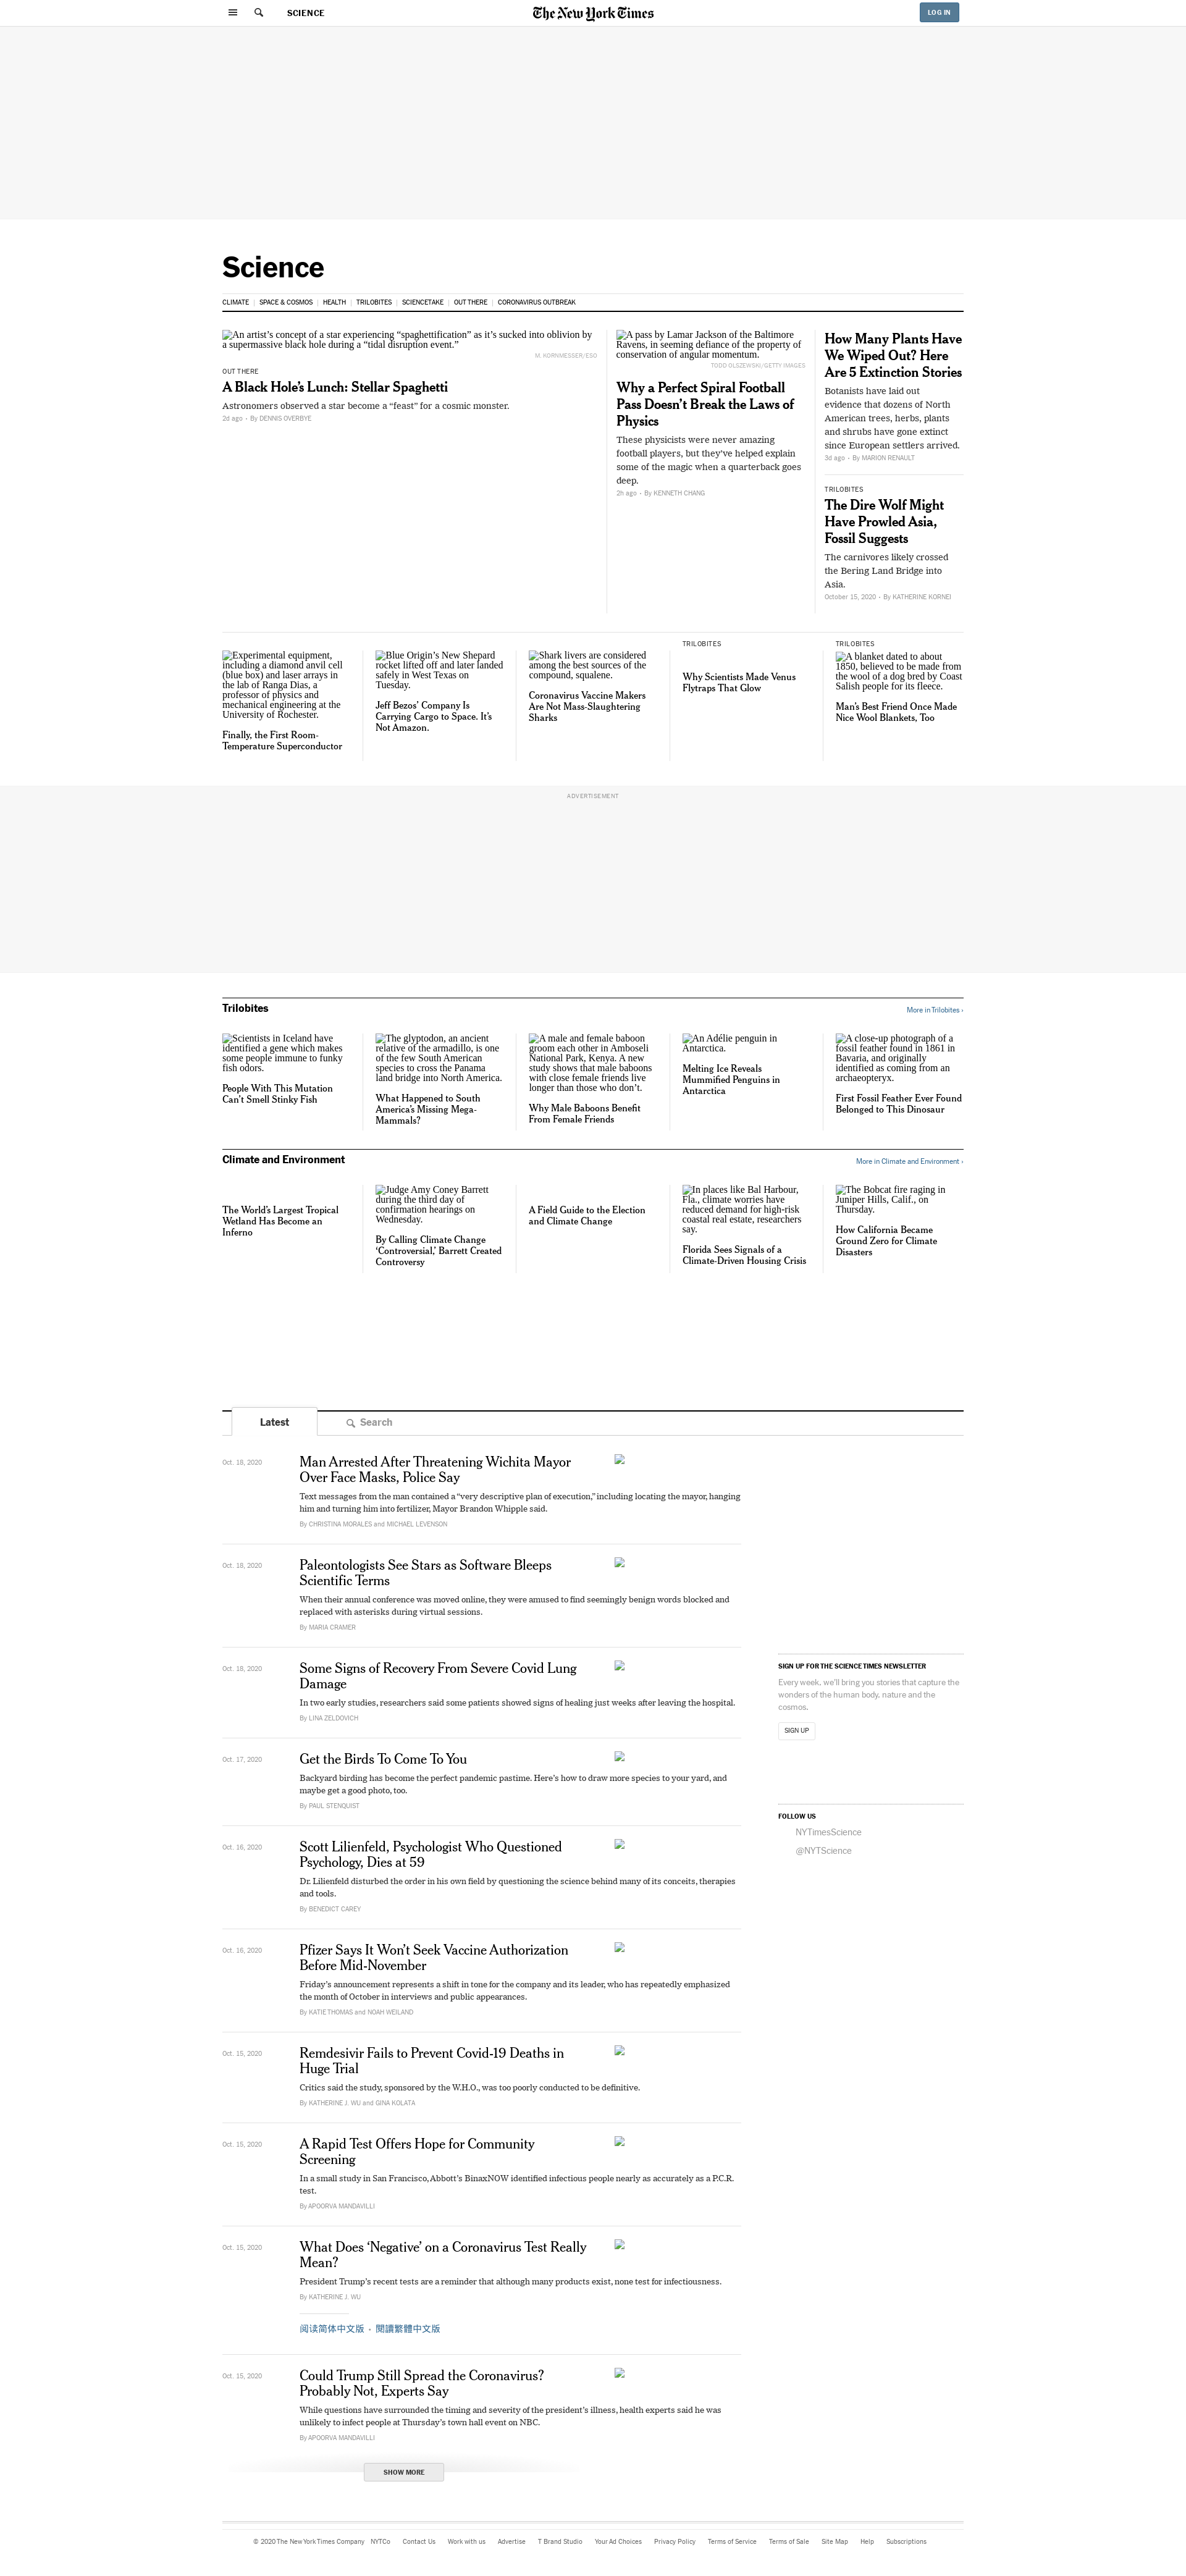 SCIENCE
The New York Times
LOG IN
Science
CLIMATE | SPACE & COSMOS | HEALTH | TRILOBITES | SCIENCETAKE | OUT THERE | CORONAVIRUS OUTBREAK
An artist's concept of a star experiencing “spaghettification” as it’s sucked into oblivion by
a supermassive black hole during a “tidal disruption event.”
M. KORNMESSER/ESO
OUT THERE
A Black Hole’s Lunch: Stellar Spaghetti
Astronomers observed a star become a “feast” for a cosmic monster.
2d ago • By DENNIS OVERBYE
A pass by Lamar Jackson of the Baltimore
Ravens, in seeming defiance of the property of
conservation of angular momentum.
TODD OLSZEWSKI/GETTY IMAGES
Why a Perfect Spiral Football
Pass Doesn’t Break the Laws of
Physics
These physicists were never amazing
football players, but they’ve helped explain
some of the magic when a quarterback goes
deep.
2h ago • By KENNETH CHANG
How Many Plants Have
We Wiped Out? Here
Are 5 Extinction Stories
Botanists have laid out
evidence that dozens of North
American trees, herbs, plants
and shrubs have gone extinct
since European settlers arrived.
3d ago • By MARION RENAULT
TRILOBITES
The Dire Wolf Might
Have Prowled Asia,
Fossil Suggests
The carnivores likely crossed
the Bering Land Bridge into
Asia.
October 15, 2020 • By KATHERINE KORNEI
Experimental equipment,
including a diamond anvil cell
(blue box) and laser arrays in
the lab of Ranga Dias, a
professor of physics and
mechanical engineering at the
University of Rochester.
Finally, the First Room-
Temperature Superconductor
Blue Origin’s New Shepard
rocket lifted off and later landed
safely in West Texas on
Tuesday.
Jeff Bezos’ Company Is
Carrying Cargo to Space. It’s
Not Amazon.
Shark livers are considered
among the best sources of the
compound, squalene.
Coronavirus Vaccine Makers
Are Not Mass-Slaughtering
Sharks
TRILOBITES
Why Scientists Made Venus
Flytraps That Glow
TRILOBITES
A blanket dated to about
1850, believed to be made from
the wool of a dog bred by Coast
Salish people for its fleece.
Man’s Best Friend Once Made
Nice Wool Blankets, Too
ADVERTISEMENT
Trilobites
More in Trilobites ›
Scientists in Iceland have
identified a gene which makes
some people immune to funky
fish odors.
People With This Mutation
Can’t Smell Stinky Fish
The glyptodon, an ancient
relative of the armadillo, is one
of the few South American
species to cross the Panama
land bridge into North America.
What Happened to South
America’s Missing Mega-
Mammals?
A male and female baboon
groom each other in Amboseli
National Park, Kenya. A new
study shows that male baboons
with close female friends live
longer than those who don’t.
Why Male Baboons Benefit
From Female Friends
An Adélie penguin in
Antarctica.
Melting Ice Reveals
Mummified Penguins in
Antarctica
A close-up photograph of a
fossil feather found in 1861 in
Bavaria, and originally
identified as coming from an
archaeopteryx.
First Fossil Feather Ever Found
Belonged to This Dinosaur
Climate and Environment
More in Climate and Environment ›
The World’s Largest Tropical
Wetland Has Become an
Inferno
Judge Amy Coney Barrett
during the third day of
confirmation hearings on
Wednesday.
By Calling Climate Change
‘Controversial,’ Barrett Created
Controversy
A Field Guide to the Election
and Climate Change
In places like Bal Harbour,
Fla., climate worries have
reduced demand for high-risk
coastal real estate, researchers
say.
Florida Sees Signals of a
Climate-Driven Housing Crisis
The Bobcat fire raging in
Juniper Hills, Calif., on
Thursday.
How California Became
Ground Zero for Climate
Disasters
Latest
Search
Oct. 18, 2020
Man Arrested After Threatening Wichita Mayor
Over Face Masks, Police Say
Text messages from the man contained a “very descriptive plan of execution,” including locating the mayor, hanging
him and turning him into fertilizer, Mayor Brandon Whipple said.
By CHRISTINA MORALES and MICHAEL LEVENSON
Oct. 18, 2020
Paleontologists See Stars as Software Bleeps
Scientific Terms
When their annual conference was moved online, they were amused to find seemingly benign words blocked and
replaced with asterisks during virtual sessions.
By MARIA CRAMER
Oct. 18, 2020
Some Signs of Recovery From Severe Covid Lung
Damage
In two early studies, researchers said some patients showed signs of healing just weeks after leaving the hospital.
By LINA ZELDOVICH
Oct. 17, 2020
Get the Birds To Come To You
Backyard birding has become the perfect pandemic pastime. Here’s how to draw more species to your yard, and
maybe get a good photo, too.
By PAUL STENQUIST
Oct. 16, 2020
Scott Lilienfeld, Psychologist Who Questioned
Psychology, Dies at 59
Dr. Lilienfeld disturbed the order in his own field by questioning the science behind many of its conceits, therapies
and tools.
By BENEDICT CAREY
Oct. 16, 2020
Pfizer Says It Won’t Seek Vaccine Authorization
Before Mid-November
Friday’s announcement represents a shift in tone for the company and its leader, who has repeatedly emphasized
the month of October in interviews and public appearances.
By KATIE THOMAS and NOAH WEILAND
Oct. 15, 2020
Remdesivir Fails to Prevent Covid-19 Deaths in
Huge Trial
Critics said the study, sponsored by the W.H.O., was too poorly conducted to be definitive.
By KATHERINE J. WU and GINA KOLATA
Oct. 15, 2020
A Rapid Test Offers Hope for Community
Screening
In a small study in San Francisco, Abbott’s BinaxNOW identified infectious people nearly as accurately as a P.C.R.
test.
By APOORVA MANDAVILLI
Oct. 15, 2020
What Does ‘Negative’ on a Coronavirus Test Really
Mean?
President Trump’s recent tests are a reminder that although many products exist, none test for infectiousness.
By KATHERINE J. WU
阅读简体中文版 • 閱讀繁體中文版
Oct. 15, 2020
Could Trump Still Spread the Coronavirus?
Probably Not, Experts Say
While questions have surrounded the timing and severity of the president’s illness, health experts said he was
unlikely to infect people at Thursday’s town hall event on NBC.
By APOORVA MANDAVILLI
SHOW MORE
SIGN UP FOR THE SCIENCE TIMES NEWSLETTER
Every week, we’ll bring you stories that capture the
wonders of the human body, nature and the
cosmos.
SIGN UP
FOLLOW US
NYTimesScience
@NYTScience
© 2020 The New York Times Company NYTCo Contact Us Work with us Advertise T Brand Studio Your Ad Choices Privacy Policy Terms of Service Terms of Sale Site Map Help Subscriptions